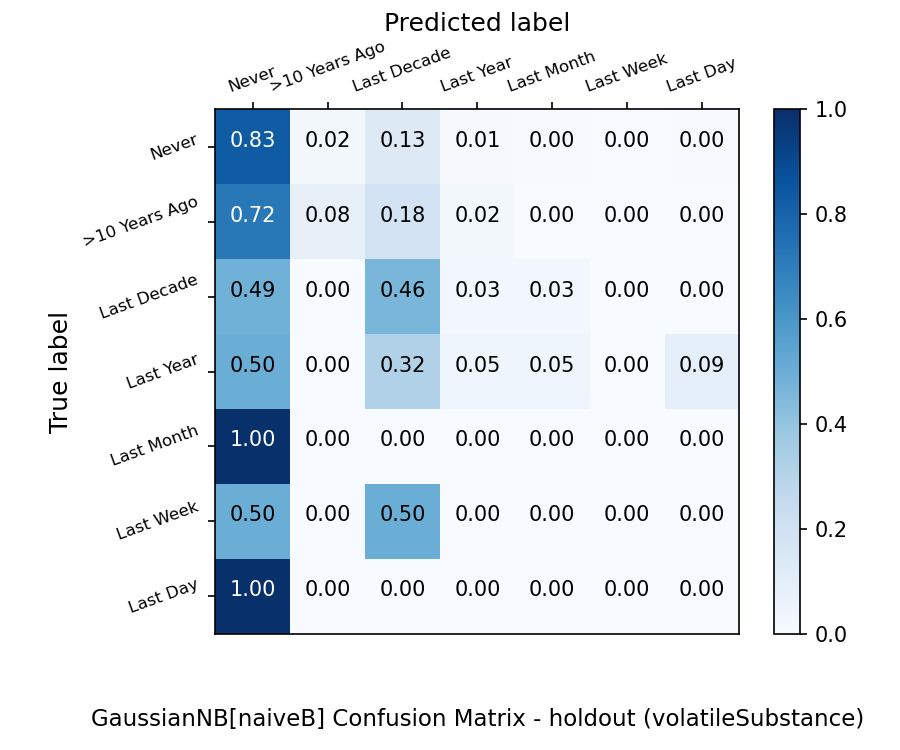 Predicted label
Never >10 Years Ago Last Decade Last Year Last Month Last Week Last Day
True label
Never 0.83 0.02 0.13 0.01 0.00 0.00 0.00
>10 Years Ago 0.72 0.08 0.18 0.02 0.00 0.00 0.00
Last Decade 0.49 0.00 0.46 0.03 0.03 0.00 0.00
Last Year 0.50 0.00 0.32 0.05 0.05 0.00 0.09
Last Month 1.00 0.00 0.00 0.00 0.00 0.00 0.00
Last Week 0.50 0.00 0.50 0.00 0.00 0.00 0.00
Last Day 1.00 0.00 0.00 0.00 0.00 0.00 0.00
1.0
0.8
0.6
0.4
0.2
0.0
GaussianNB[naiveB] Confusion Matrix - holdout (volatileSubstance)